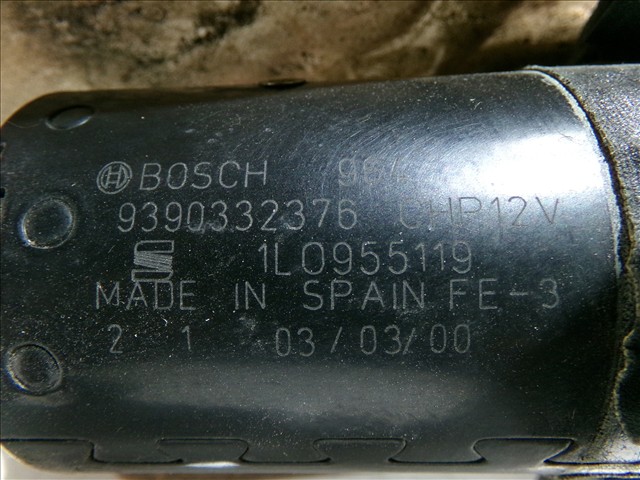 BOSCH
9390332376 CHP12V
1L0955119
MADE IN SPAIN FE-3
2 1 03/03/00